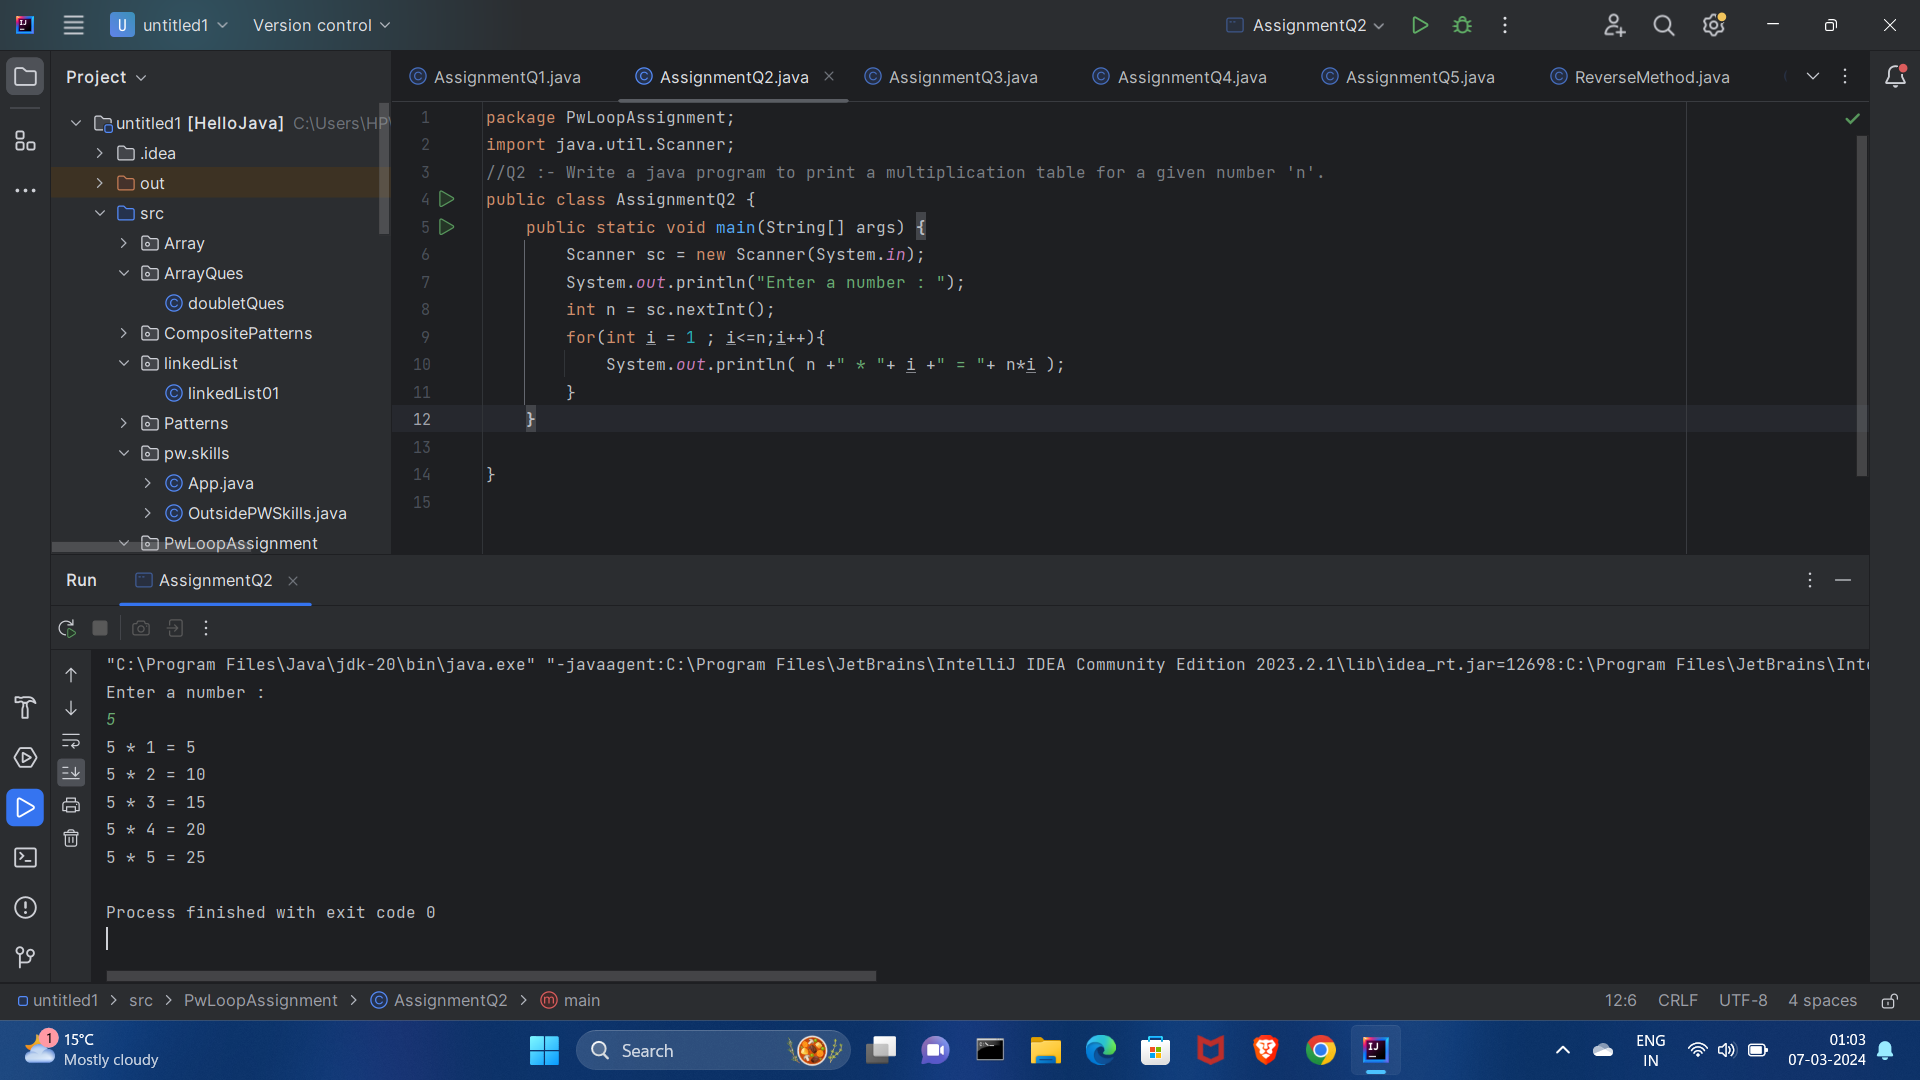 U untitled1 Version control AssignmentQ2
Project
AssignmentQ1.java AssignmentQ2.java AssignmentQ3.java AssignmentQ4.java AssignmentQ5.java ReverseMethod.java
untitled1 [HelloJava] C:\Users\HP\
.idea
out
src
Array
ArrayQues
doubletQues
CompositePatterns
linkedList
linkedList01
Patterns
pw.skills
App.java
OutsidePWSkills.java
PwLoopAssignment
1 package PwLoopAssignment;
2 import java.util.Scanner;
3 //Q2 :- Write a java program to print a multiplication table for a given number 'n'.
4 public class AssignmentQ2 {
5 public static void main(String[] args) {
6 Scanner sc = new Scanner(System.in);
7 System.out.println("Enter a number : ");
8 int n = sc.nextInt();
9 for(int i = 1 ; i<=n;i++){
10 System.out.println( n +" * "+ i +" = "+ n*i );
11 }
12 }
13
14 }
15
Run AssignmentQ2
"C:\Program Files\Java\jdk-20\bin\java.exe" "-javaagent:C:\Program Files\JetBrains\IntelliJ IDEA Community Edition 2023.2.1\lib\idea_rt.jar=12698:C:\Program Files\JetBrains\Inte
Enter a number :
5
5 * 1 = 5
5 * 2 = 10
5 * 3 = 15
5 * 4 = 20
5 * 5 = 25
Process finished with exit code 0
untitled1 > src > PwLoopAssignment > AssignmentQ2 > main 12:6 CRLF UTF-8 4 spaces
1 15°C
Mostly cloudy
Search
ENG
IN
01:03
07-03-2024